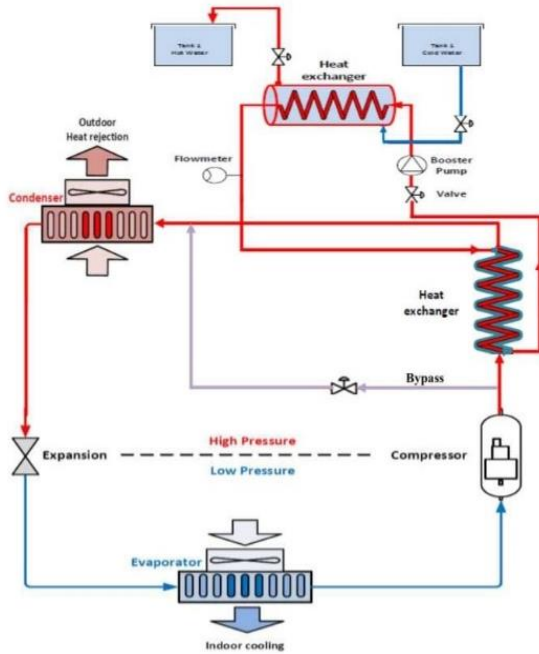 Tank 1
Hot Water
Tank 2
Cold Water
Heat
exchanger
Outdoor
Heat rejection
Flowmeter
Booster
Pump
Condenser
Valve
Heat
exchanger
Bypass
High Pressure
Expansion
Compressor
Low Pressure
Evaporator
Indoor cooling